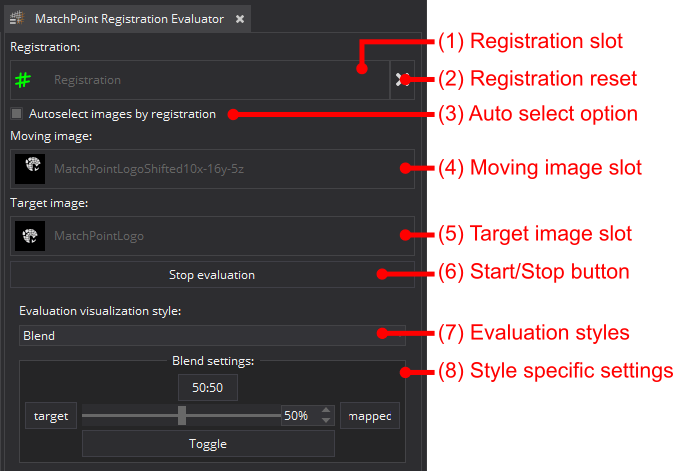 MatchPoint Registration Evaluator
Registration:
(1) Registration slot
Registration
(2) Registration reset
Autoselect images by registration
(3) Auto select option
Moving image:
MatchPointLogoShifted10x-16y-5z
(4) Moving image slot
Target image:
MatchPointLogo
(5) Target image slot
Stop evaluation
(6) Start/Stop button
Evaluation visualization style:
Blend
(7) Evaluation styles
Blend settings:
(8) Style specific settings
50:50
target
50%
mappec
Toggle